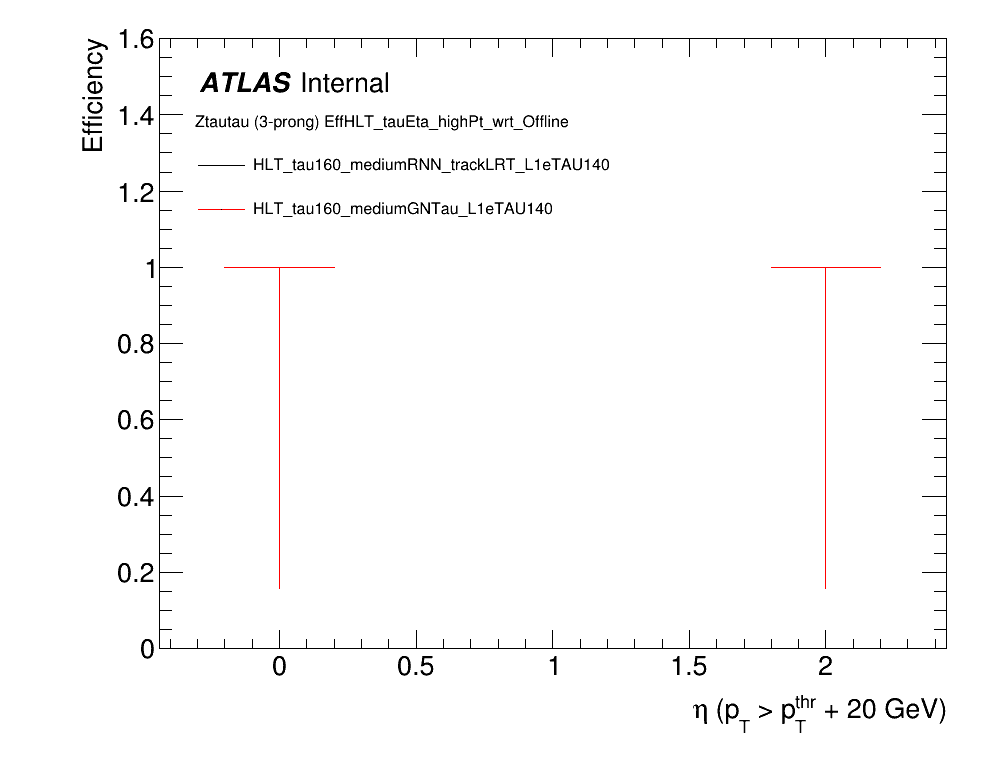 Efficiency
1.6
1.4
1.2
1
0.8
0.6
0.4
0.2
0
ATLAS Internal
Ztautau (3-prong) EffHLT_tauEta_highPt_wrt_Offline
HLT_tau160_mediumRNN_trackLRT_L1eTAU140
HLT_tau160_mediumGNTau_L1eTAU140
0 0.5 1 1.5 2
η (p_T > p_T^thr + 20 GeV)